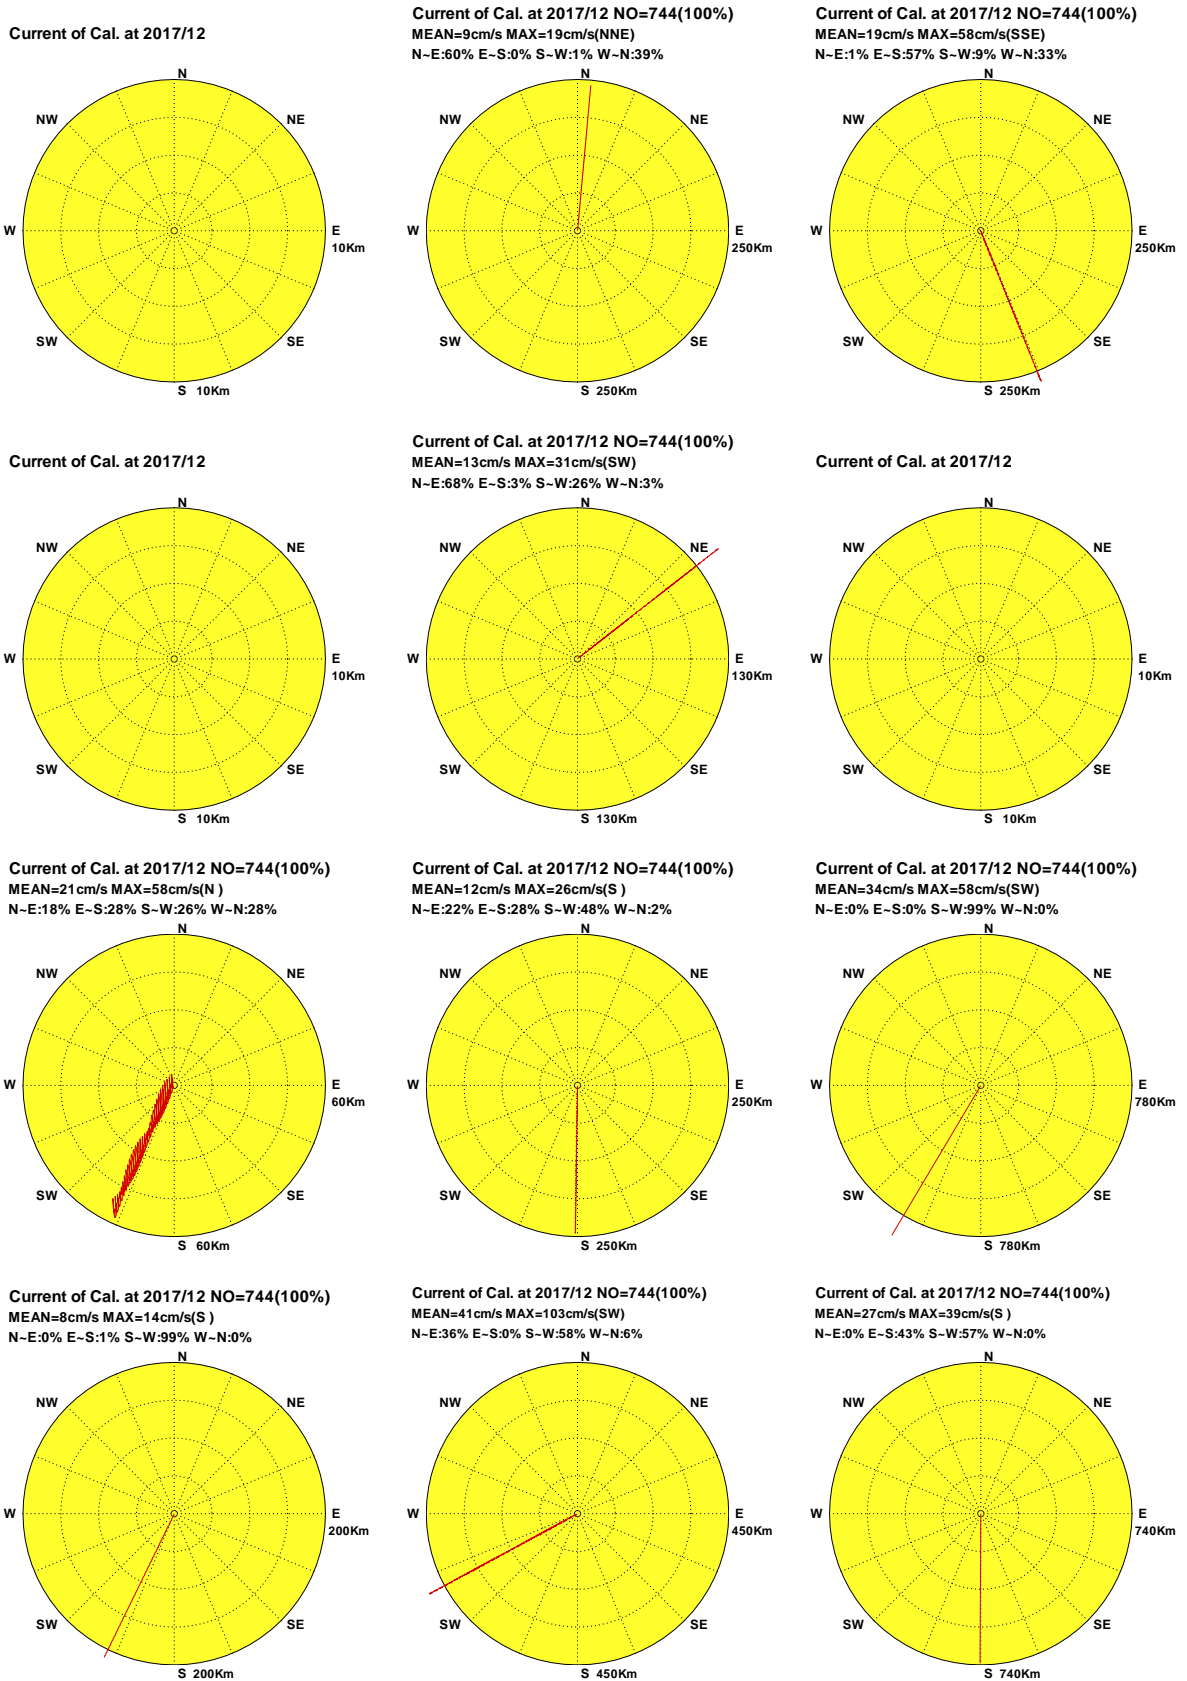 Current of Cal. at 2017/12
N
NW
NE
W
E
10Km
SW
SE
S 10Km
Current of Cal. at 2017/12 NO=744(100%)
MEAN=9cm/s MAX=19cm/s(NNE)
N~E:60% E~S:0% S~W:1% W~N:39%
N
NW
NE
W
E
250Km
SW
SE
S 250Km
Current of Cal. at 2017/12 NO=744(100%)
MEAN=19cm/s MAX=58cm/s(SSE)
N~E:1% E~S:57% S~W:9% W~N:33%
N
NW
NE
W
E
250Km
SW
SE
S 250Km
Current of Cal. at 2017/12
N
NW
NE
W
E
10Km
SW
SE
S 10Km
Current of Cal. at 2017/12 NO=744(100%)
MEAN=13cm/s MAX=31cm/s(SW)
N~E:68% E~S:3% S~W:26% W~N:3%
N
NW
NE
W
E
130Km
SW
SE
S 130Km
Current of Cal. at 2017/12
N
NW
NE
W
E
10Km
SW
SE
S 10Km
Current of Cal. at 2017/12 NO=744(100%)
MEAN=21cm/s MAX=58cm/s(N )
N~E:18% E~S:28% S~W:26% W~N:28%
N
NW
NE
W
E
60Km
SW
SE
S 60Km
Current of Cal. at 2017/12 NO=744(100%)
MEAN=12cm/s MAX=26cm/s(S )
N~E:22% E~S:28% S~W:48% W~N:2%
N
NW
NE
W
E
250Km
SW
SE
S 250Km
Current of Cal. at 2017/12 NO=744(100%)
MEAN=34cm/s MAX=58cm/s(SW)
N~E:0% E~S:0% S~W:99% W~N:0%
N
NW
NE
W
E
780Km
SW
SE
S 780Km
Current of Cal. at 2017/12 NO=744(100%)
MEAN=8cm/s MAX=14cm/s(S )
N~E:0% E~S:1% S~W:99% W~N:0%
N
NW
NE
W
E
200Km
SW
SE
S 200Km
Current of Cal. at 2017/12 NO=744(100%)
MEAN=41cm/s MAX=103cm/s(SW)
N~E:36% E~S:0% S~W:58% W~N:6%
N
NW
NE
W
E
450Km
SW
SE
S 450Km
Current of Cal. at 2017/12 NO=744(100%)
MEAN=27cm/s MAX=39cm/s(S )
N~E:0% E~S:43% S~W:57% W~N:0%
N
NW
NE
W
E
740Km
SW
SE
S 740Km